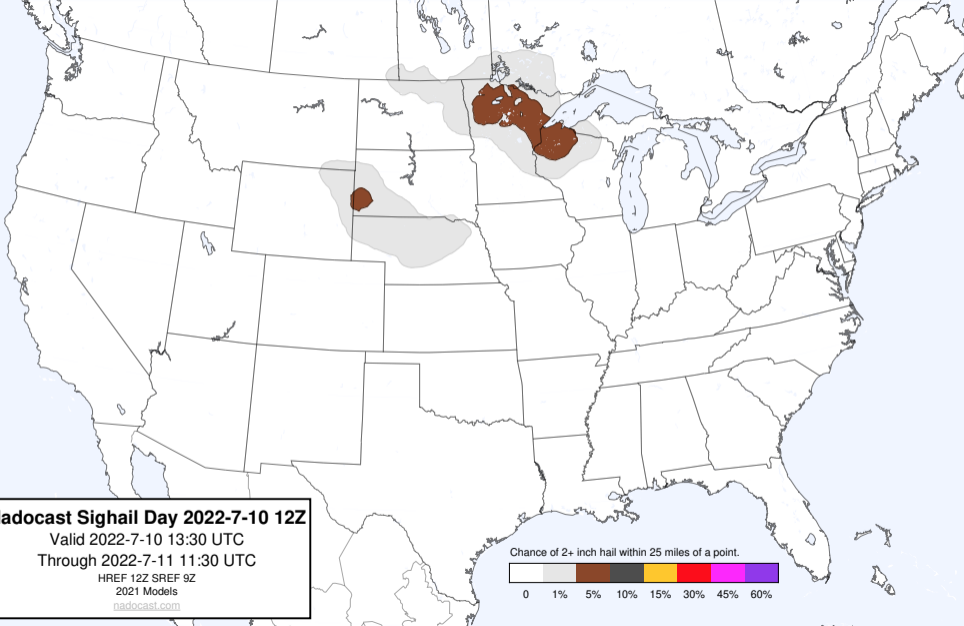 adocast Sighail Day 2022-7-10 12Z
Valid 2022-7-10 13:30 UTC
Through 2022-7-11 11:30 UTC
HREF 12Z SREF 9Z
2021 Models
nadocast.com
Chance of 2+ inch hail within 25 miles of a point.
0 1% 5% 10% 15% 30% 45% 60%